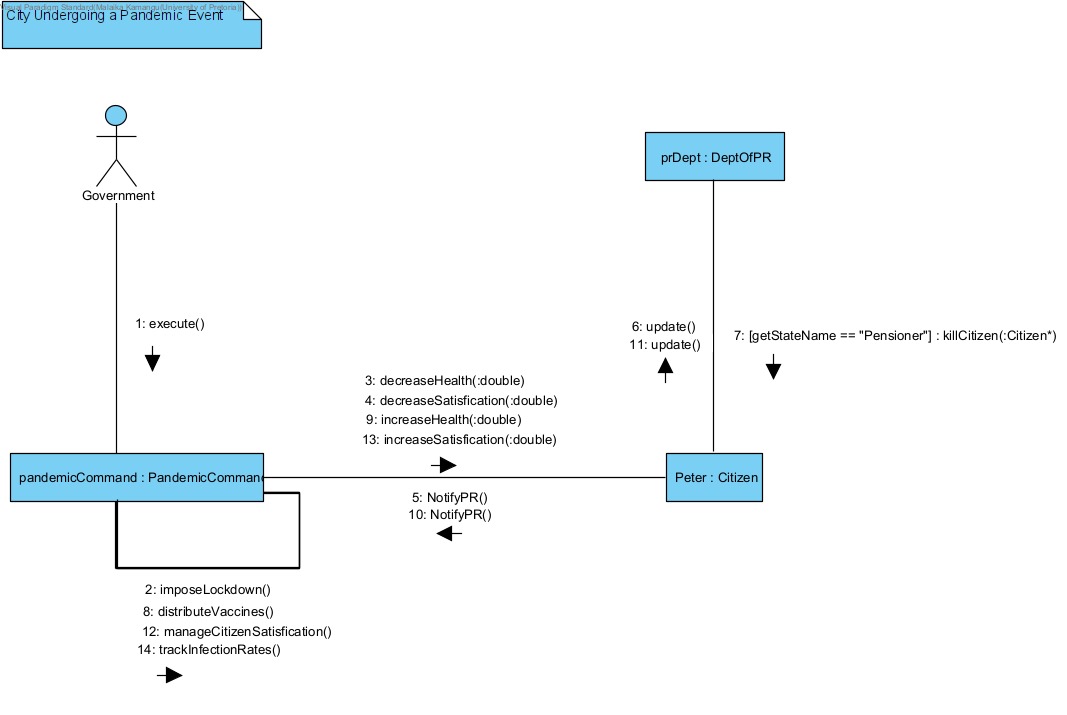 Visual Paradigm Standard(Malaika Kamangu(University of Pretoria))
City Undergoing a Pandemic Event
Government
prDept : DeptOfPR
1: execute()
6: update()
11: update()
7: [getStateName == "Pensioner"] : killCitizen(:Citizen*)
3: decreaseHealth(:double)
4: decreaseSatisfication(:double)
9: increaseHealth(:double)
13: increaseSatisfication(:double)
pandemicCommand : PandemicCommand
Peter : Citizen
5: NotifyPR()
10: NotifyPR()
2: imposeLockdown()
8: distributeVaccines()
12: manageCitizenSatisfication()
14: trackInfectionRates()